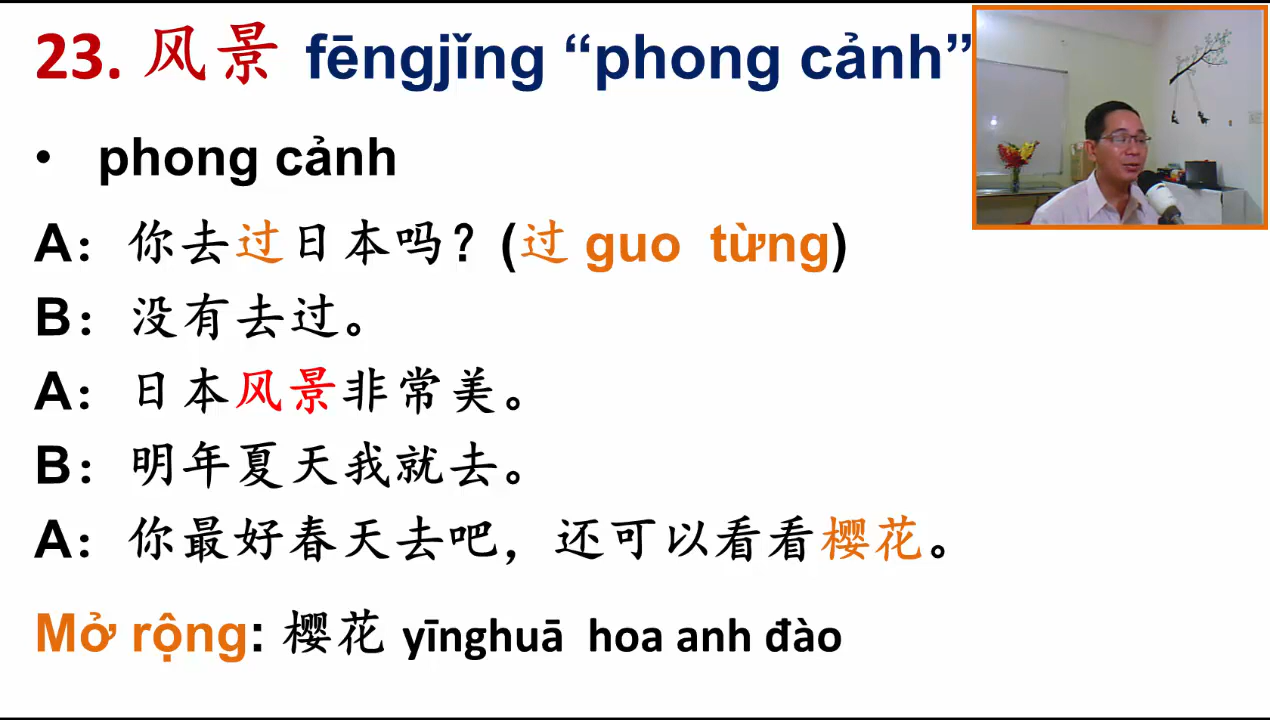 23. 风景 fēngjǐng “phong cảnh”
• phong cảnh
A：你去过日本吗？(过 guo từng)
B：没有去过。
A：日本风景非常美。
B：明年夏天我就去。
A：你最好春天去吧，还可以看看樱花。
Mở rộng: 樱花 yīnghuā hoa anh đào